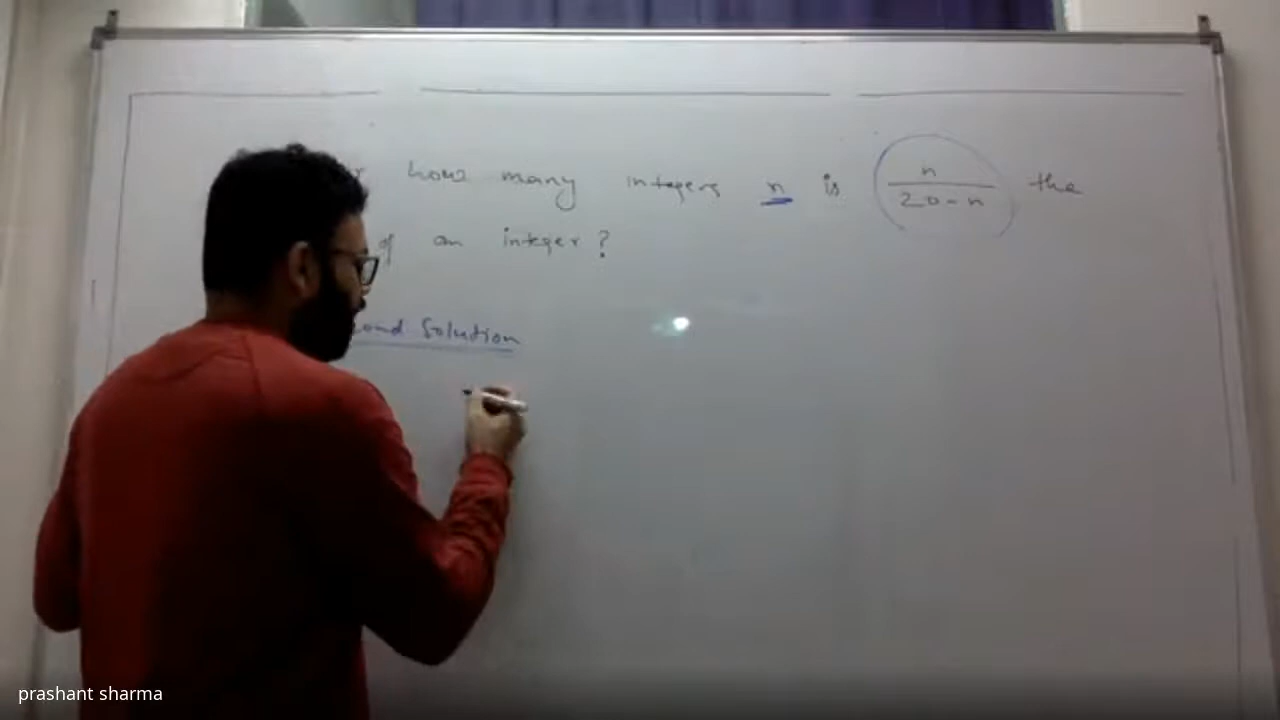 how many integers n is n / 20-n the
of an integer?
Solution
prashant sharma